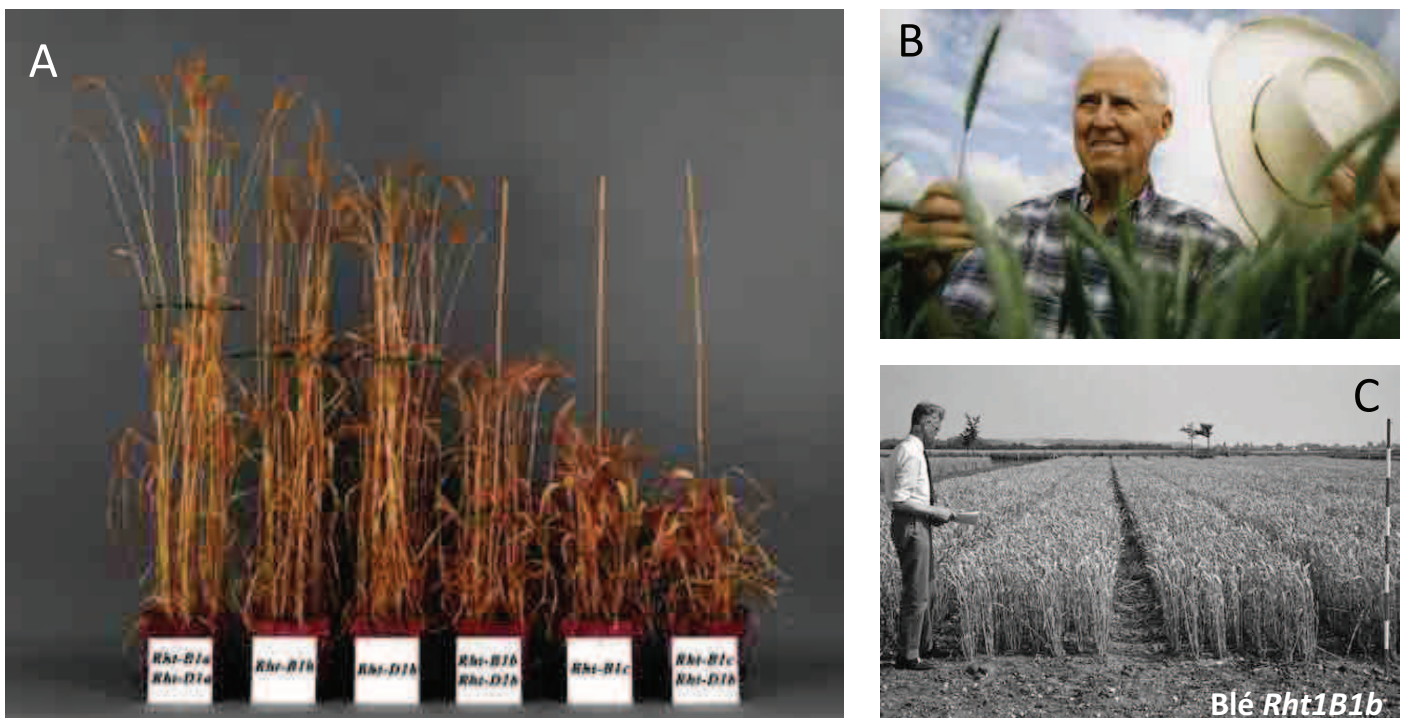 A
Rht-B1a
Rht-D1a
Rht-B1b
Rht-D1b
Rht-B1b
Rht-D1b
Rht-B1c
Rht-B1c
Rht-D1b
B
C
Blé Rht1B1b